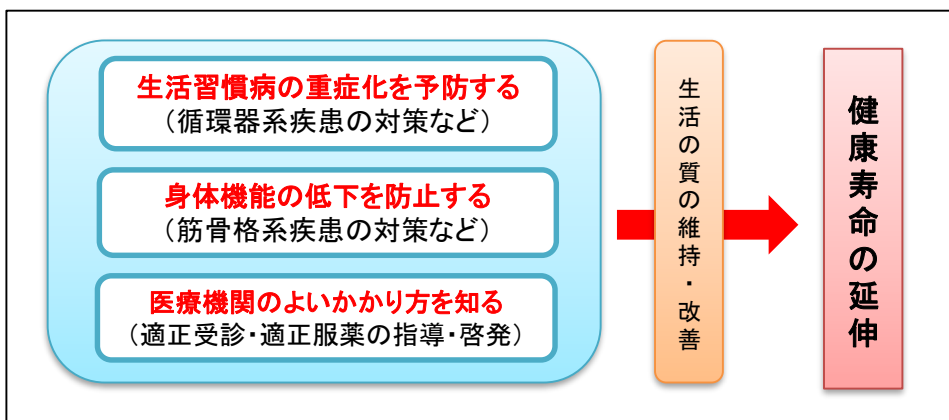 生活習慣病の重症化を予防する
（循環器系疾患の対策など）
身体機能の低下を防止する
（筋骨格系疾患の対策など）
医療機関のよいかかり方を知る
（適正受診・適正服薬の指導・啓発）
生活の質の維持・改善
健康寿命の延伸